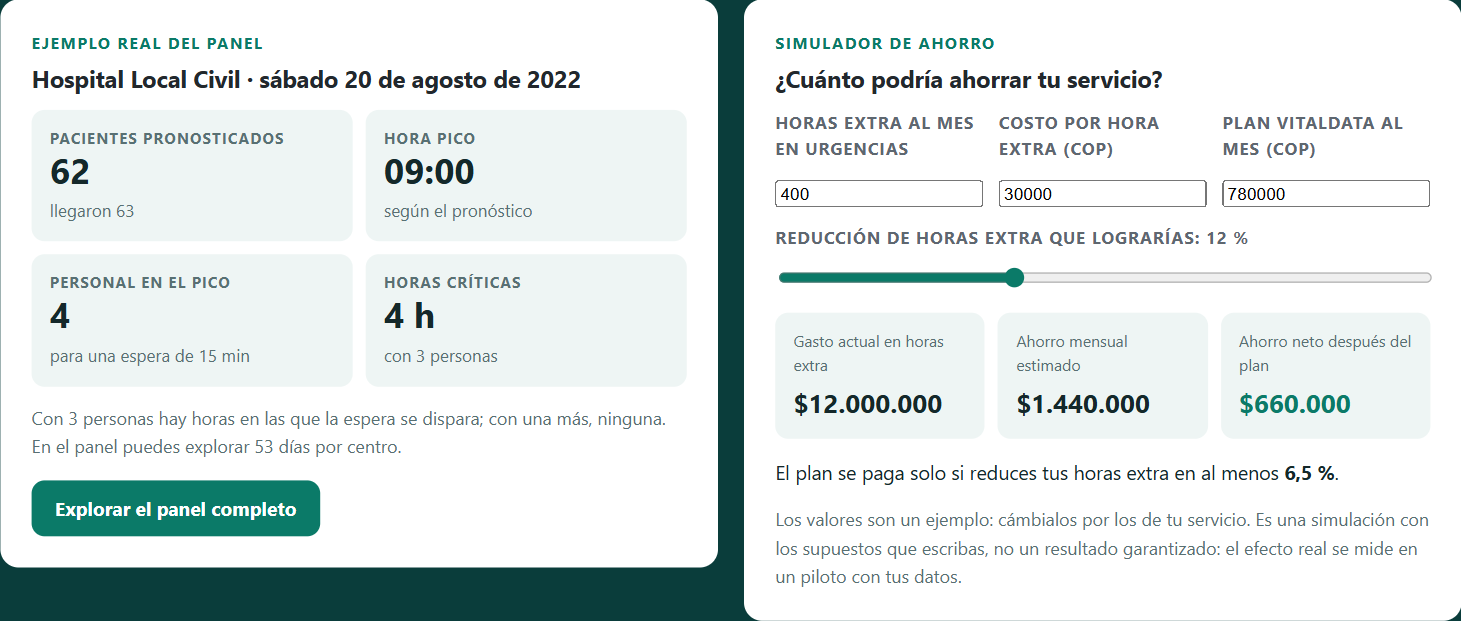 EJEMPLO REAL DEL PANEL
Hospital Local Civil · sábado 20 de agosto de 2022
PACIENTES PRONOSTICADOS
62
llegaron 63
HORA PICO
09:00
según el pronóstico
PERSONAL EN EL PICO
4
para una espera de 15 min
HORAS CRÍTICAS
4 h
con 3 personas
Con 3 personas hay horas en las que la espera se dispara; con una más, ninguna.
En el panel puedes explorar 53 días por centro.
Explorar el panel completo
SIMULADOR DE AHORRO
¿Cuánto podría ahorrar tu servicio?
HORAS EXTRA AL MES
EN URGENCIAS
400
COSTO POR HORA
EXTRA (COP)
30000
PLAN VITALDATA AL
MES (COP)
780000
REDUCCIÓN DE HORAS EXTRA QUE LOGRARÍAS: 12 %
Gasto actual en horas
extra
$12.000.000
Ahorro mensual
estimado
$1.440.000
Ahorro neto después del
plan
$660.000
El plan se paga solo si reduces tus horas extra en al menos 6,5 %.
Los valores son un ejemplo: cámbialos por los de tu servicio. Es una simulación con
los supuestos que escribas, no un resultado garantizado: el efecto real se mide en
un piloto con tus datos.